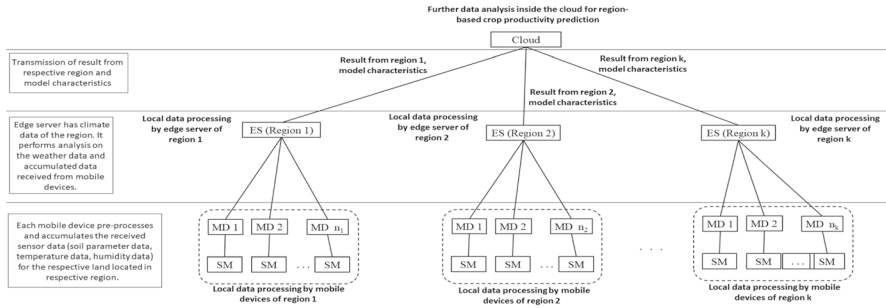 Further data analysis inside the cloud for region-
based crop productivity prediction
Cloud
Transmission of result from
respective region and
model characteristics
Result from region 1,
model characteristics
Result from region k,
model characteristics
Result from region 2,
model characteristics
Edge server has climate
data of the region. It
performs analysis on
the weather data and
accumulated data
received from mobile
devices.
Local data processing
by edge server of
region 1
ES (Region 1)
Local data processing
by edge server of
region 2
ES (Region 2)
ES (Region k)
Local data processing
by edge server of
region k
Each mobile device pre-processes
and accumulates the received
sensor data (soil parameter data,
temperature data, humidity data)
for the respective land located in
respective region.
MD 1 MD 2 MD n1
SM SM ... SM
Local data processing by mobile
devices of region 1
MD 1 MD 2 MD n2
SM SM ... SM
Local data processing by mobile
devices of region 2
. . .
MD 1 MD 2 MD nk
SM SM ... SM
Local data processing by mobile
devices of region k